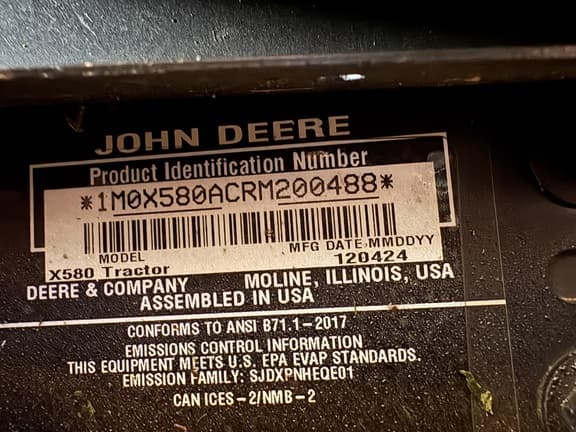 JOHN DEERE
Product Identification Number
*1M0X580ACRM200488*
MODEL MFG DATE MMDDYY
X580 Tractor 120424
DEERE & COMPANY MOLINE, ILLINOIS, USA
ASSEMBLED IN USA
CONFORMS TO ANSI B71.1-2017
EMISSIONS CONTROL INFORMATION
THIS EQUIPMENT MEETS U.S. EPA EVAP STANDARDS.
EMISSION FAMILY: SJDXPNHEQE01
CAN ICES-2/NMB-2